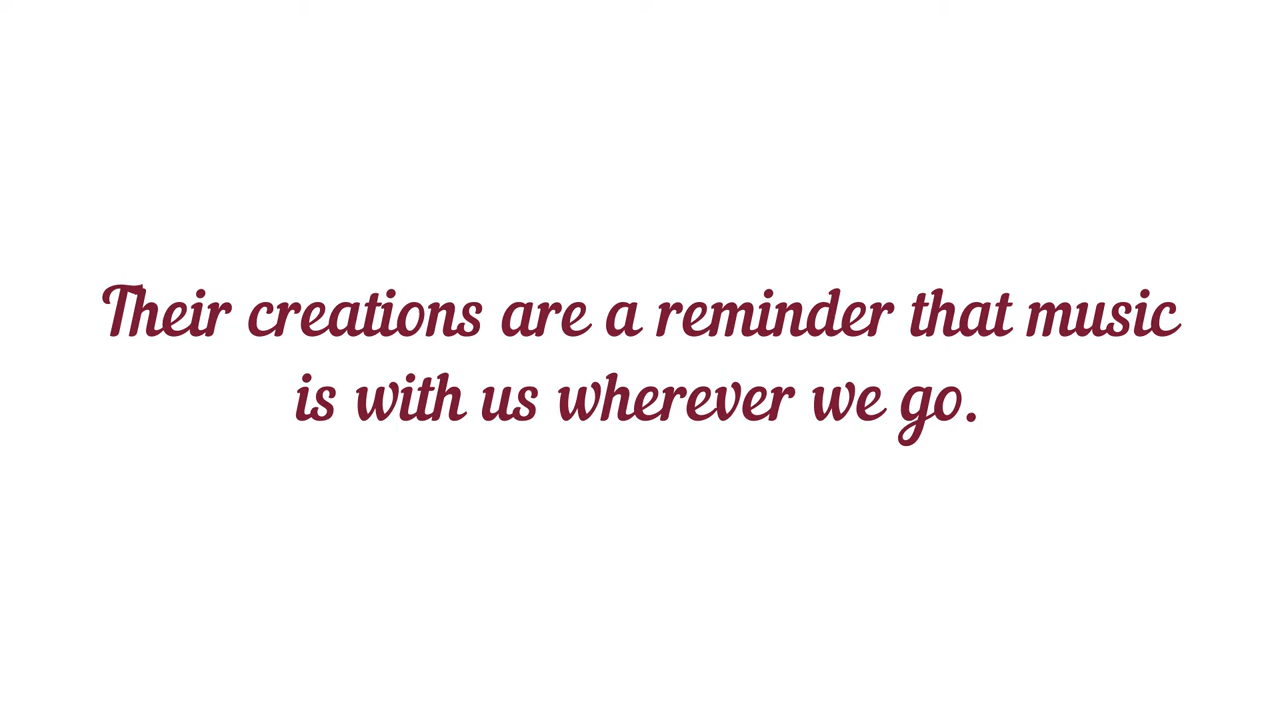 Their creations are a reminder that music
is with us wherever we go.